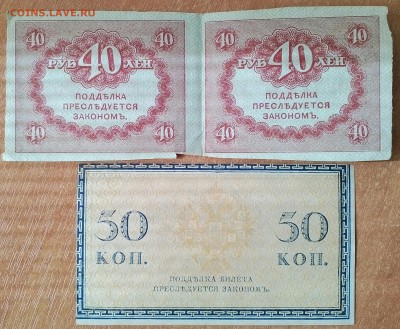 COINS.LAVE.RU
40 40 40 40
РУБ 40 ЛЕЙ РУБ 40 ЛЕЙ
ПОДДѢЛКА ПОДДѢЛКА
ПРЕСЛѢДУЕТСЯ ПРЕСЛѢДУЕТСЯ
ЗАКОНОМЪ. ЗАКОНОМЪ.
40 40 40 40
50 50
КОП. КОП.
ПОДДѢЛКА БИЛЕТА
ПРЕСЛѢДУЕТСЯ ЗАКОНОМЪ.